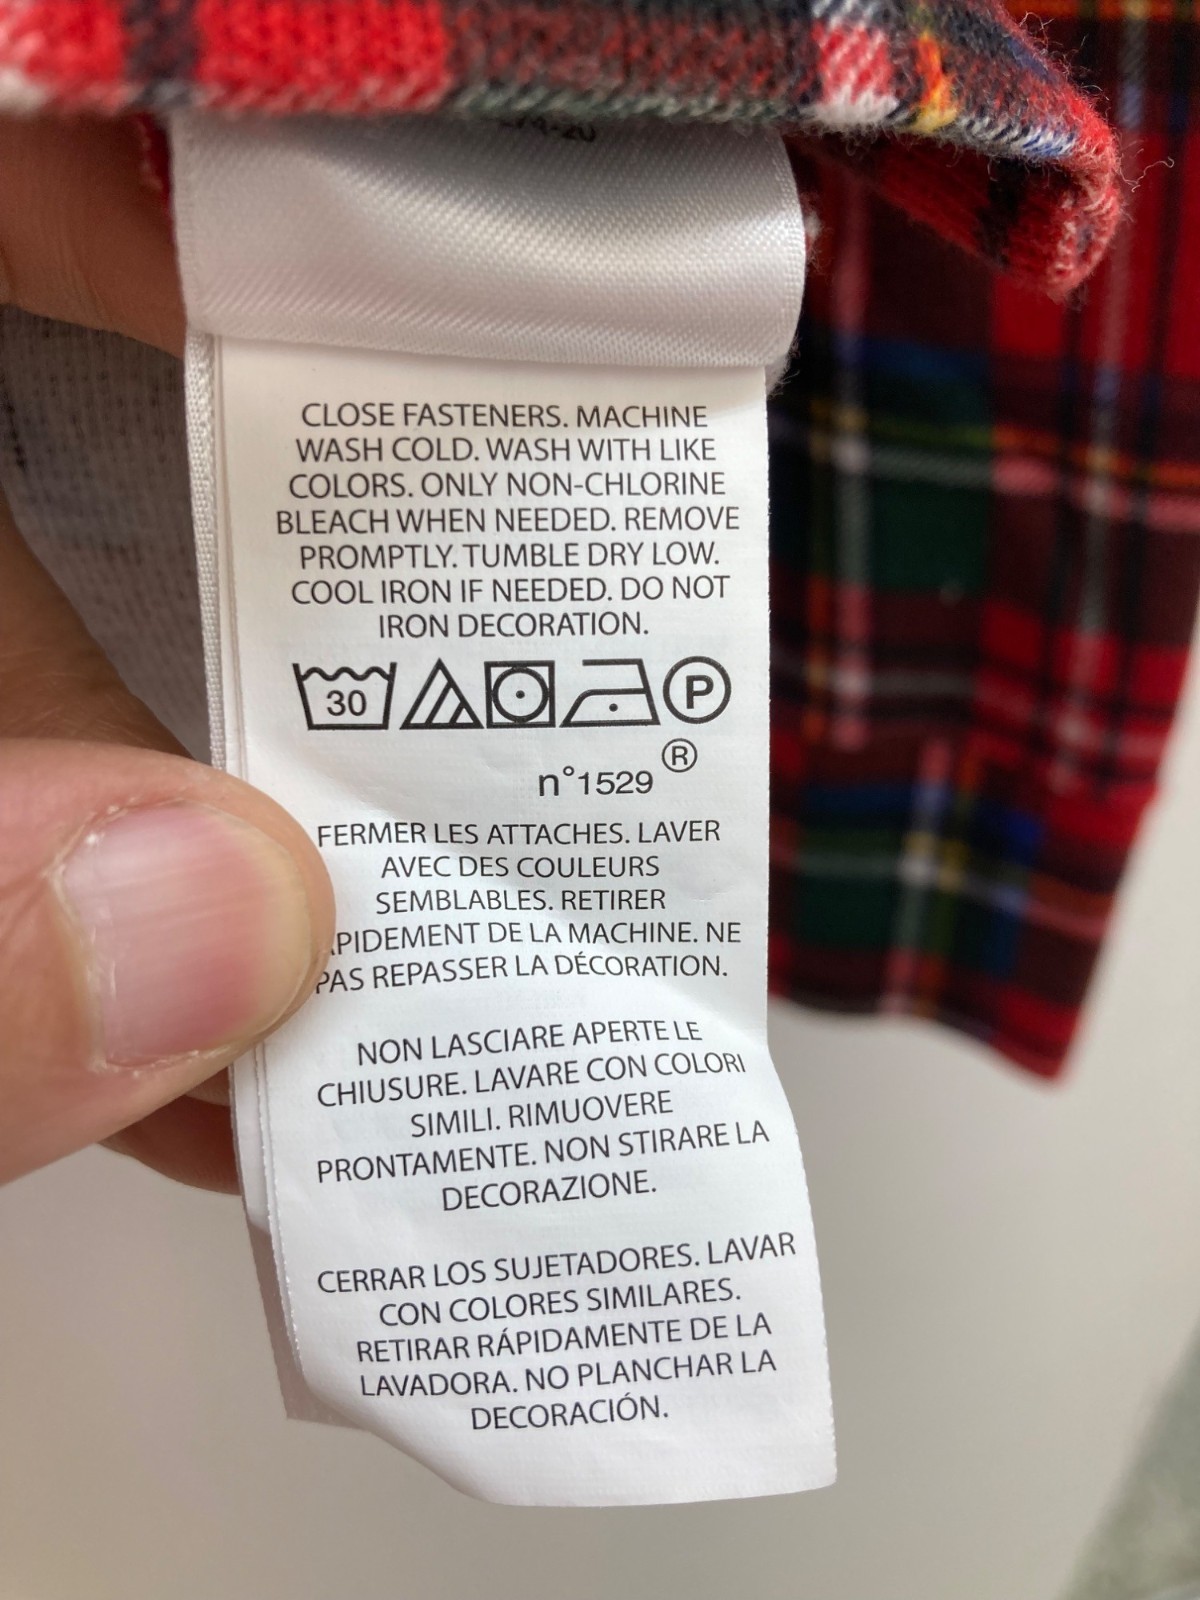 CLOSE FASTENERS. MACHINE
WASH COLD. WASH WITH LIKE
COLORS. ONLY NON-CHLORINE
BLEACH WHEN NEEDED. REMOVE
PROMPTLY. TUMBLE DRY LOW.
COOL IRON IF NEEDED. DO NOT
IRON DECORATION.
30 P
®
n°1529
FERMER LES ATTACHES. LAVER
AVEC DES COULEURS
SEMBLABLES. RETIRER
PIDEMENT DE LA MACHINE. NE
PAS REPASSER LA DÉCORATION.
NON LASCIARE APERTE LE
CHIUSURE. LAVARE CON COLORI
SIMILI. RIMUOVERE
PRONTAMENTE. NON STIRARE LA
DECORAZIONE.
CERRAR LOS SUJETADORES. LAVAR
CON COLORES SIMILARES.
RETIRAR RÁPIDAMENTE DE LA
LAVADORA. NO PLANCHAR LA
DECORACIÓN.